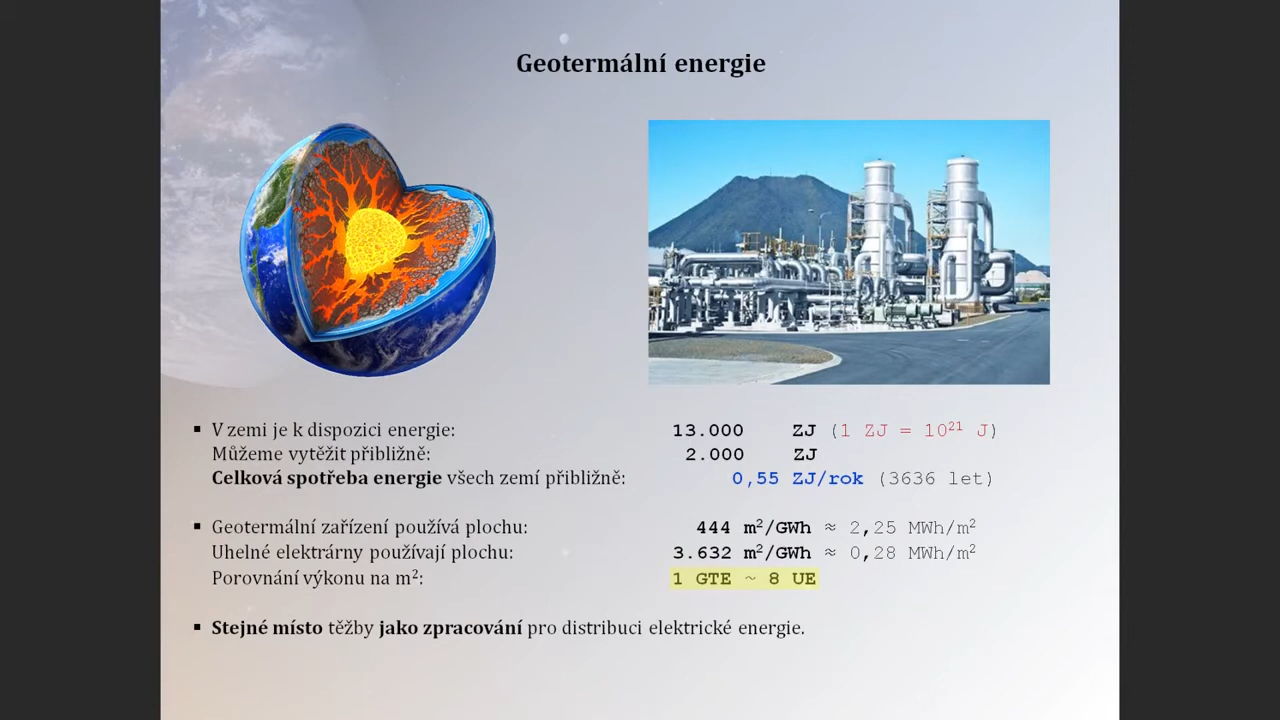 Geotermální energie
▪ V zemi je k dispozici energie: 13.000 ZJ (1 ZJ = 10²¹ J)
Můžeme vytěžit přibližně: 2.000 ZJ
Celková spotřeba energie všech zemí přibližně: 0,55 ZJ/rok (3636 let)
▪ Geotermální zařízení používá plochu: 444 m²/GWh ≈ 2,25 MWh/m²
Uhelné elektrárny používají plochu: 3.632 m²/GWh ≈ 0,28 MWh/m²
Porovnání výkonu na m²: 1 GTE ~ 8 UE
▪ Stejné místo těžby jako zpracování pro distribuci elektrické energie.